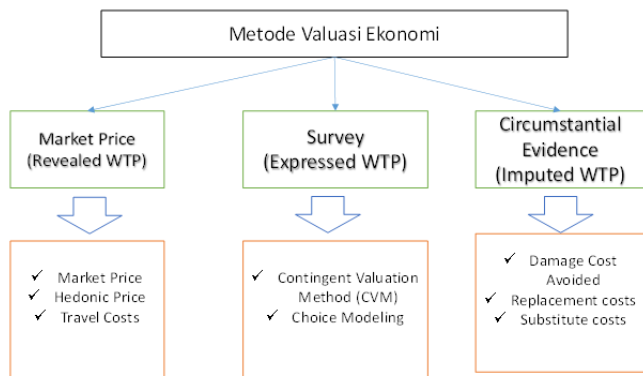 Metode Valuasi Ekonomi
Market Price
(Revealed WTP)
Survey
(Expressed WTP)
Circumstantial
Evidence
(Imputed WTP)
✓ Market Price
✓ Hedonic Price
✓ Travel Costs
✓ Contingent Valuation
Method (CVM)
✓ Choice Modeling
✓ Damage Cost
Avoided
✓ Replacement costs
✓ Substitute costs